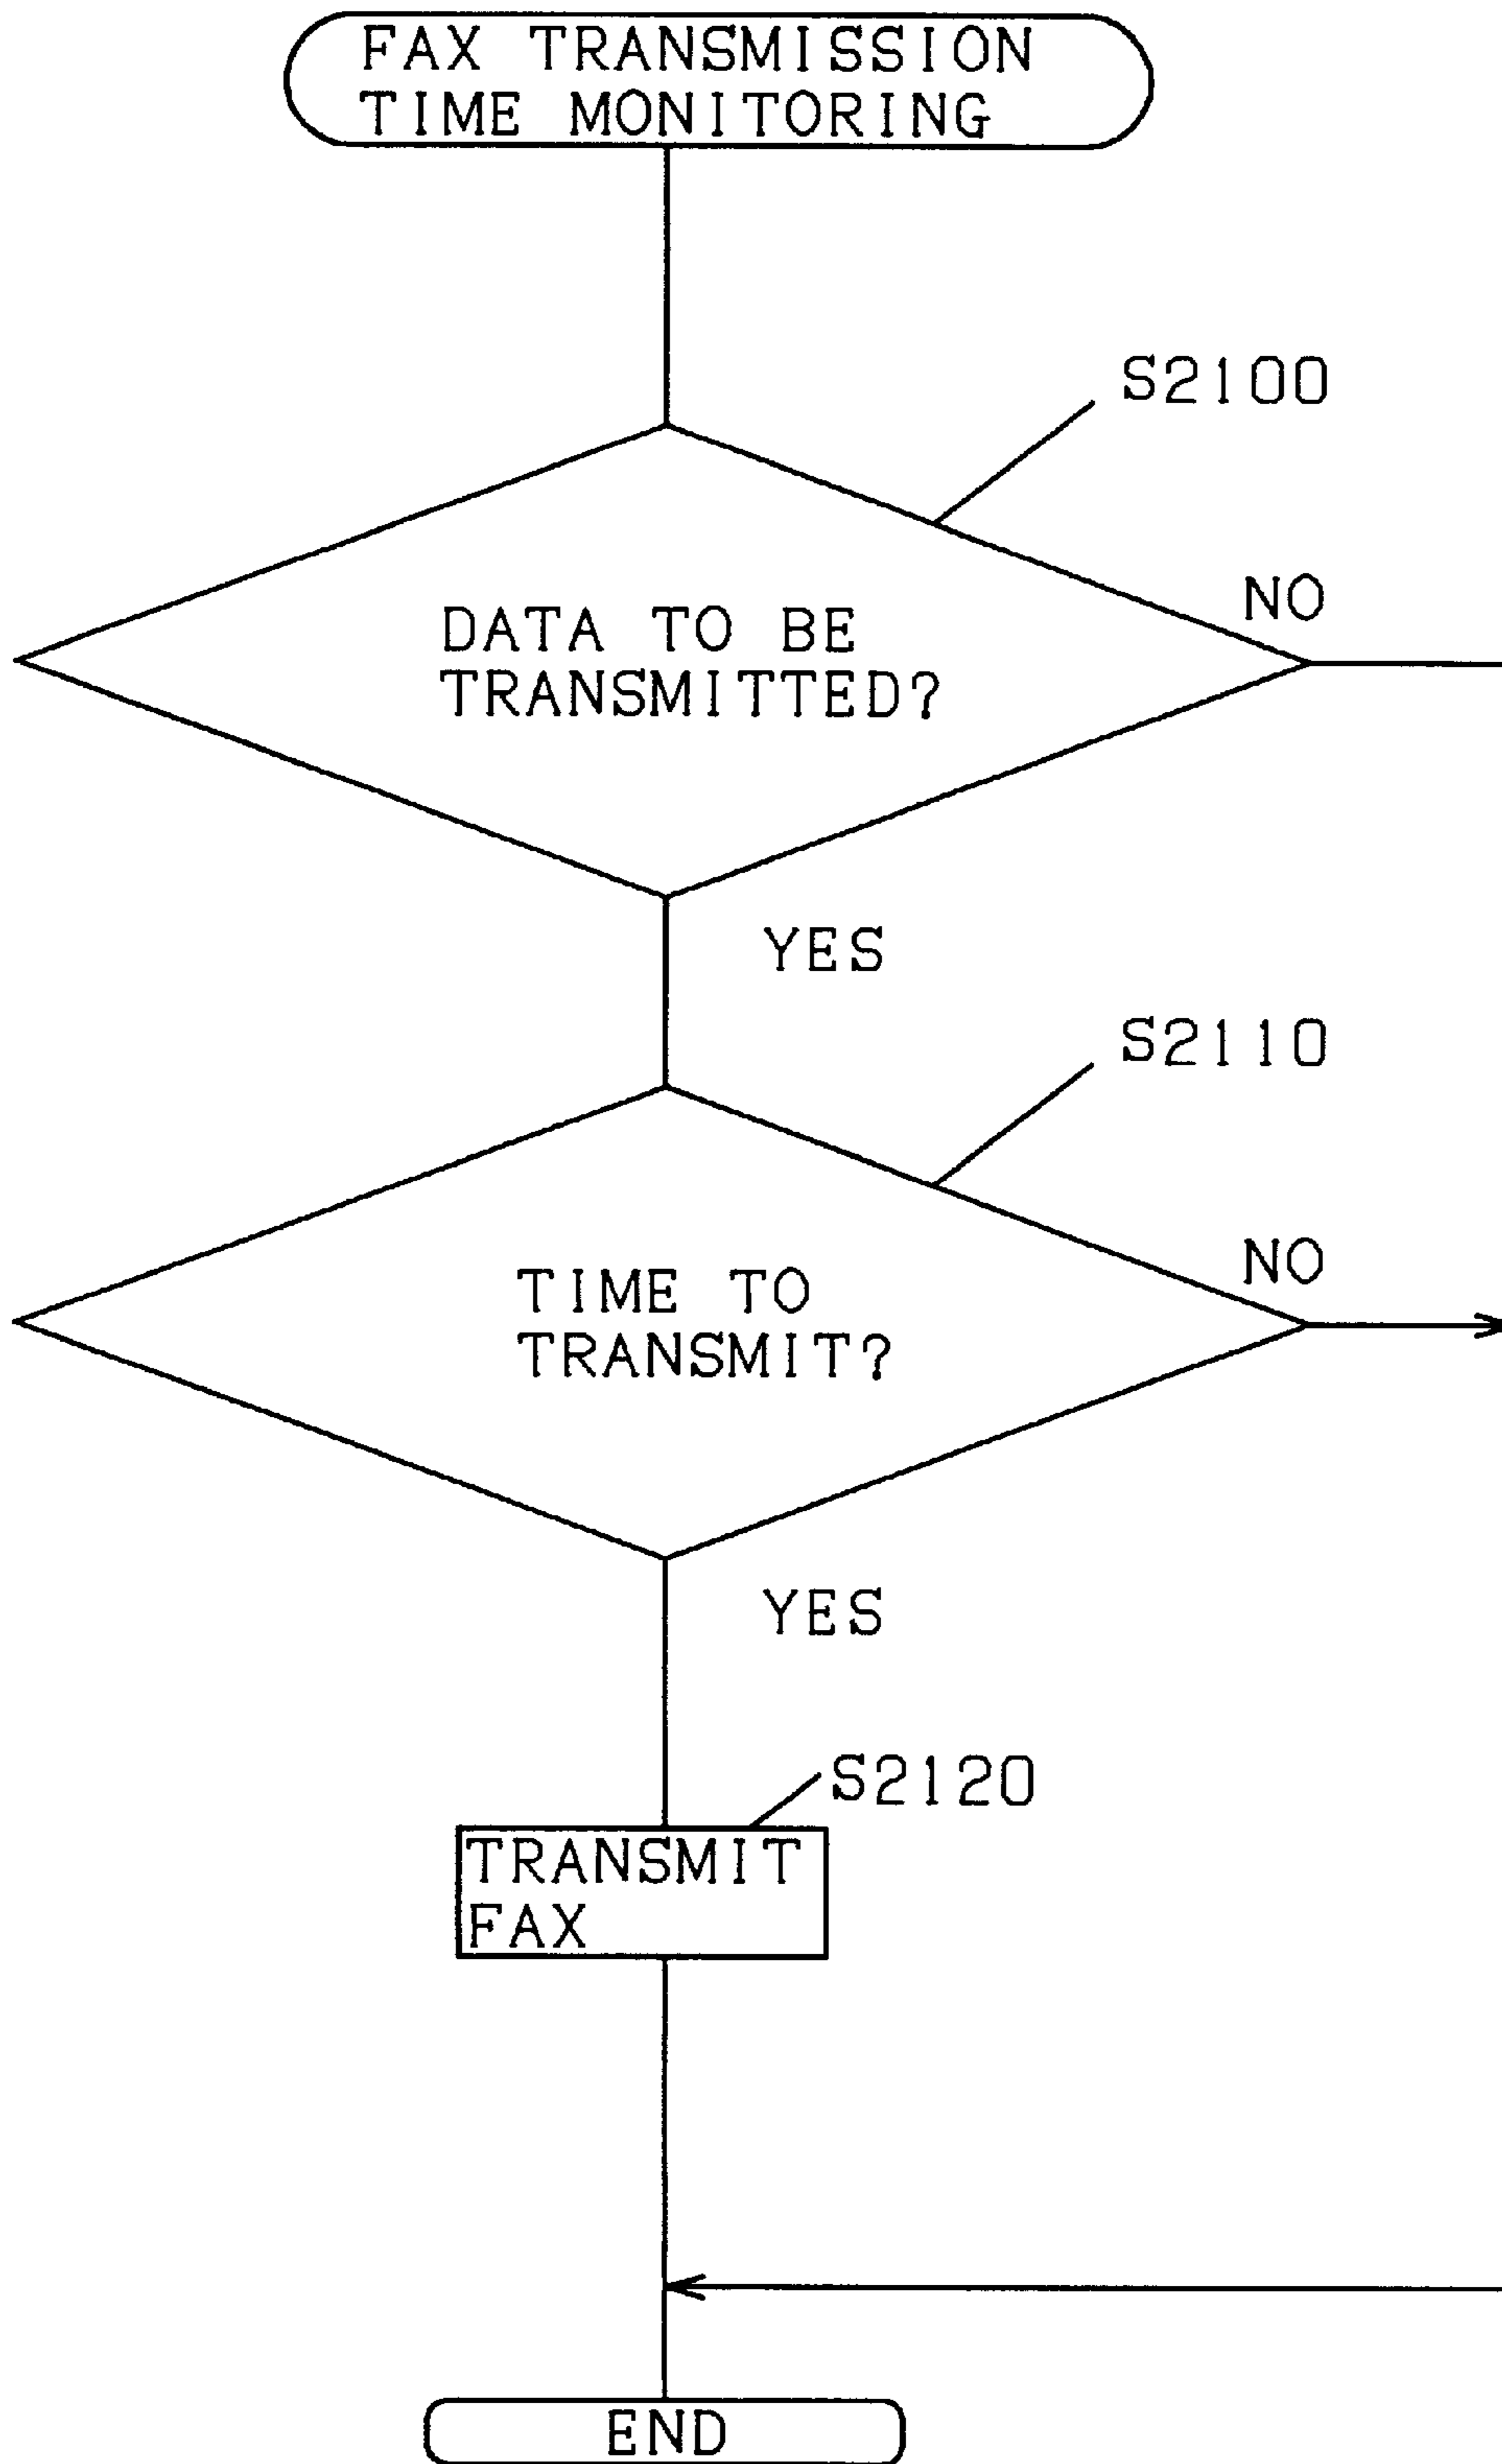 FAX TRANSMISSION
TIME MONITORING
S2100
NO
DATA TO BE
TRANSMITTED?
YES
S2110
NO
TIME TO
TRANSMIT?
YES
S2120
TRANSMIT
FAX
END